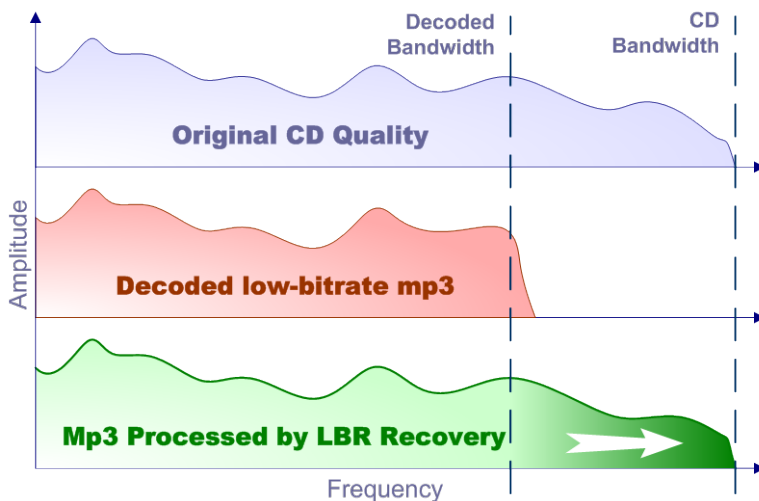 Decoded
Bandwidth
CD
Bandwidth
Original CD Quality
Decoded low-bitrate mp3
Mp3 Processed by LBR Recovery
Amplitude
Frequency